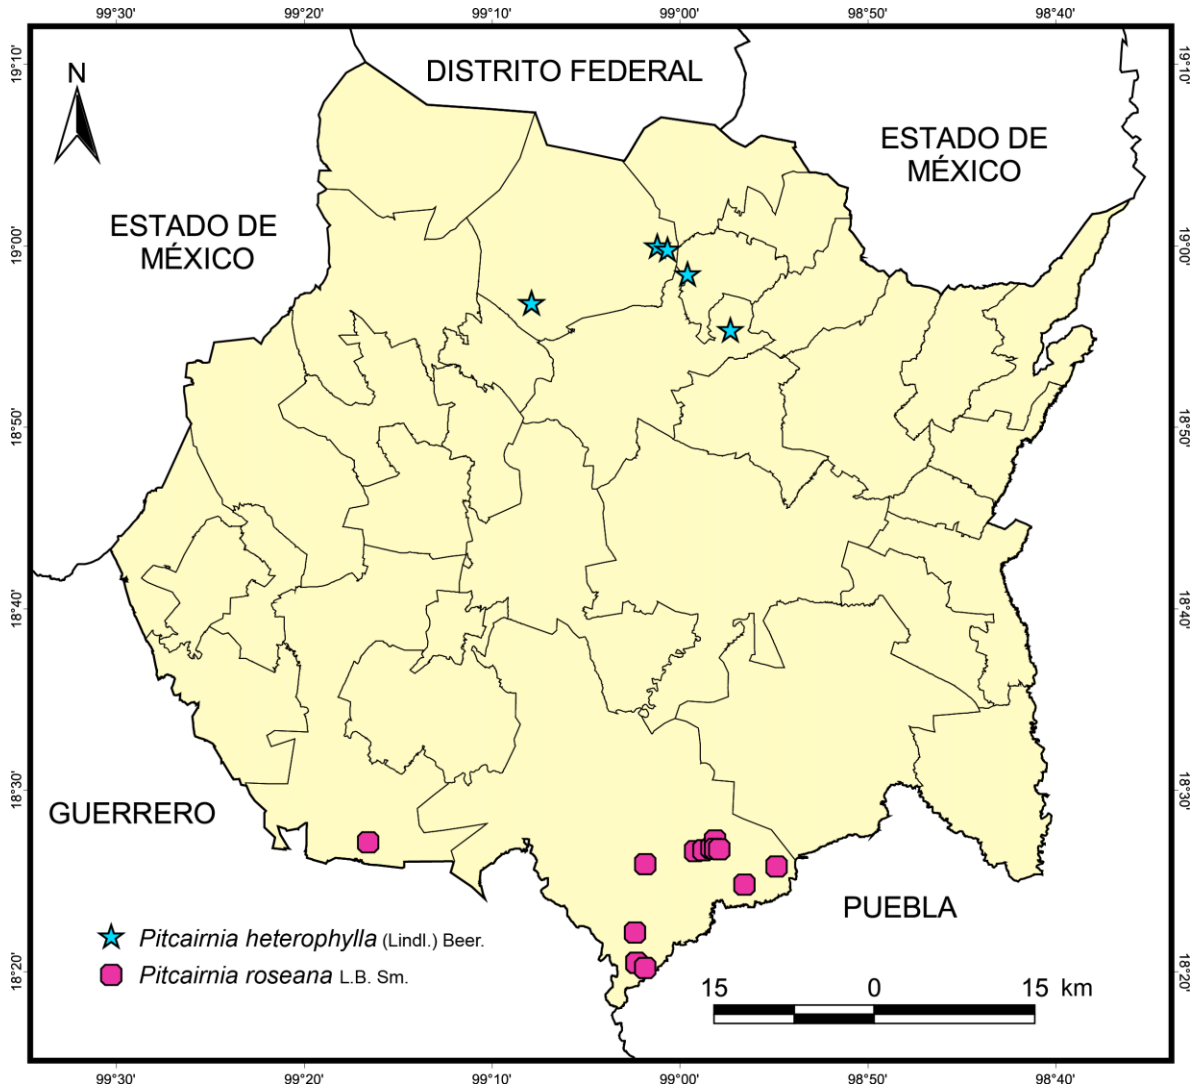 99°30' 99°20' 99°10' 99°00' 98°50' 98°40'
19°10'
19°00'
18°50'
18°40'
18°30'
18°20'
N
DISTRITO FEDERAL
ESTADO DE
MÉXICO
ESTADO DE
MÉXICO
GUERRERO
PUEBLA
Pitcairnia heterophylla (Lindl.) Beer.
Pitcairnia roseana L.B. Sm.
15 0 15 km
19°10'
19°00'
18°50'
18°40'
18°30'
18°20'
99°30' 99°20' 99°10' 99°00' 98°50' 98°40'